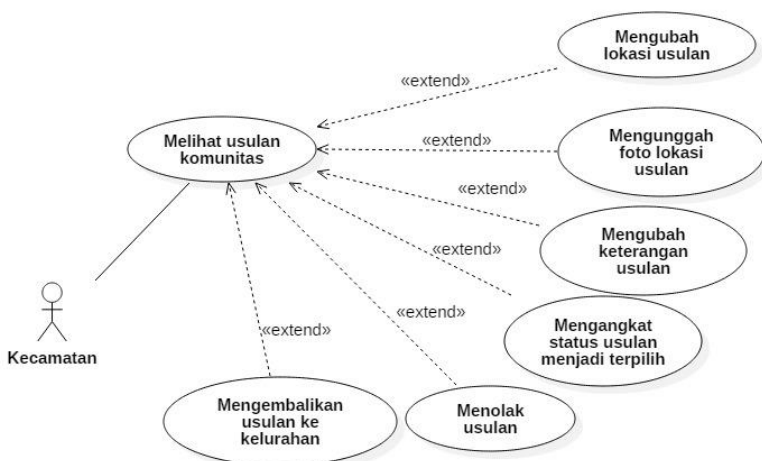 Mengubah
lokasi usulan
«extend»
Melihat usulan
komunitas
«extend»
Mengunggah
foto lokasi
usulan
«extend»
Mengubah
keterangan
usulan
«extend»
Mengangkat
status usulan
menjadi terpilih
«extend»
«extend»
Kecamatan
Mengembalikan
usulan ke
kelurahan
Menolak
usulan